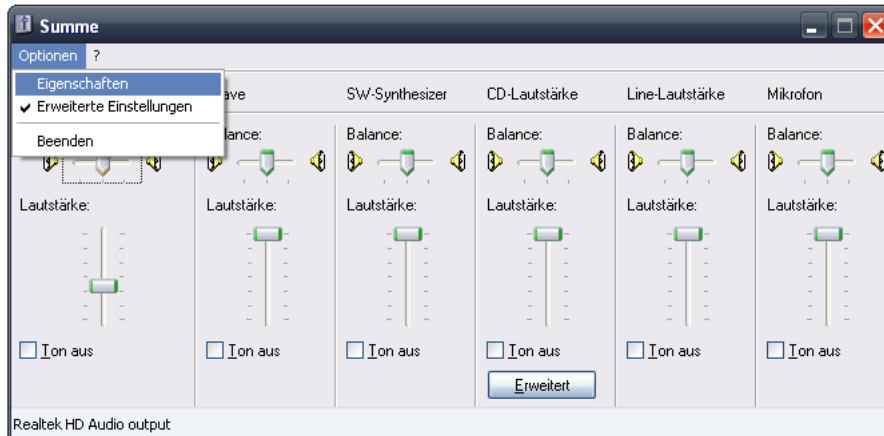 Summe
Optionen ?
Eigenschaften
Erweiterte Einstellungen
Beenden
SW-Synthesizer CD-Lautstärke Line-Lautstärke Mikrofon
Balance: Balance: Balance: Balance:
Lautstärke: Lautstärke: Lautstärke: Lautstärke: Lautstärke: Lautstärke:
Ton aus Ton aus Ton aus Ton aus Ton aus Ton aus
Erweitert
Realtek HD Audio output